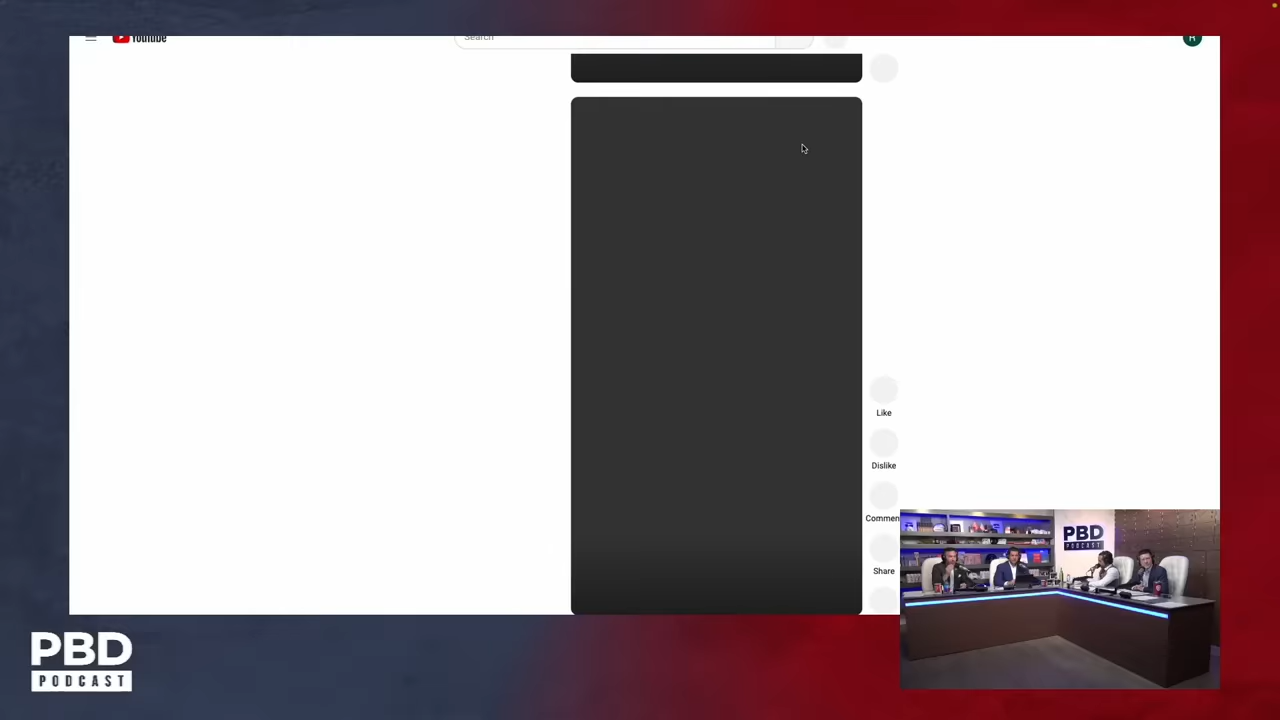 YouTube
Search
R
Like
Dislike
Commen
Share
PBD
PODCAST
PBD
PODCAST